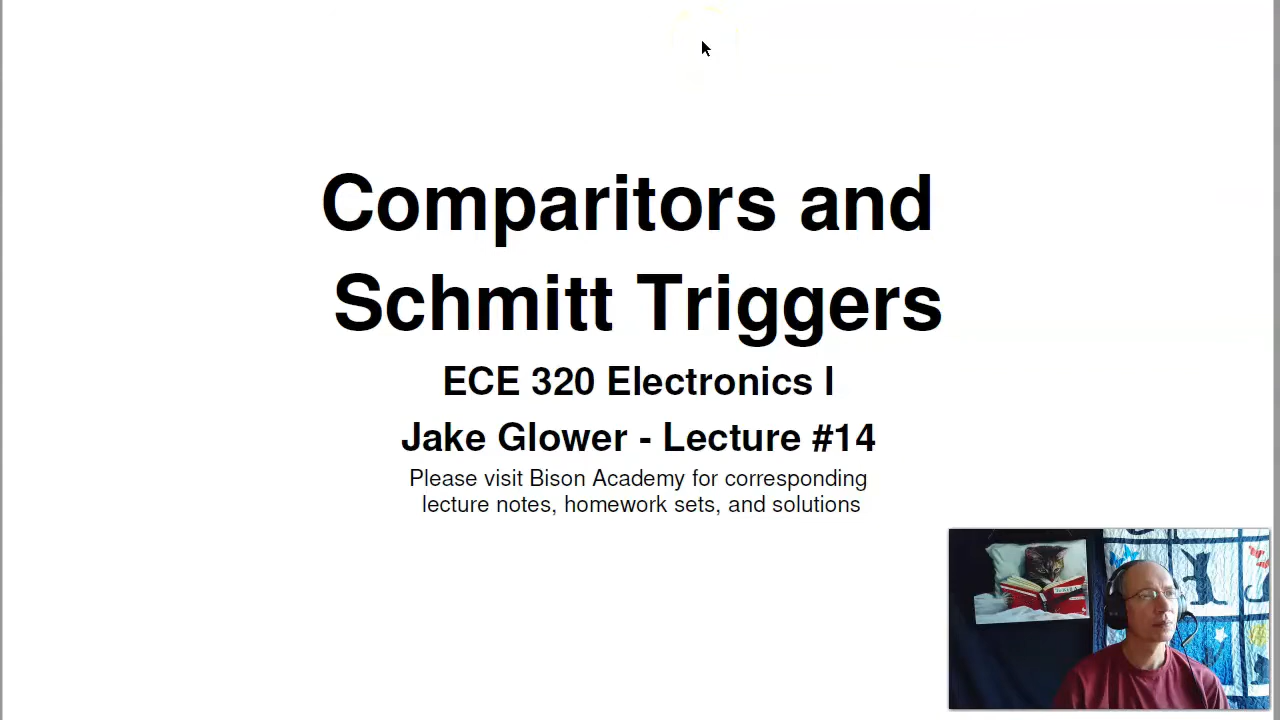 Comparitors and
Schmitt Triggers
ECE 320 Electronics I
Jake Glower - Lecture #14
Please visit Bison Academy for corresponding
lecture notes, homework sets, and solutions